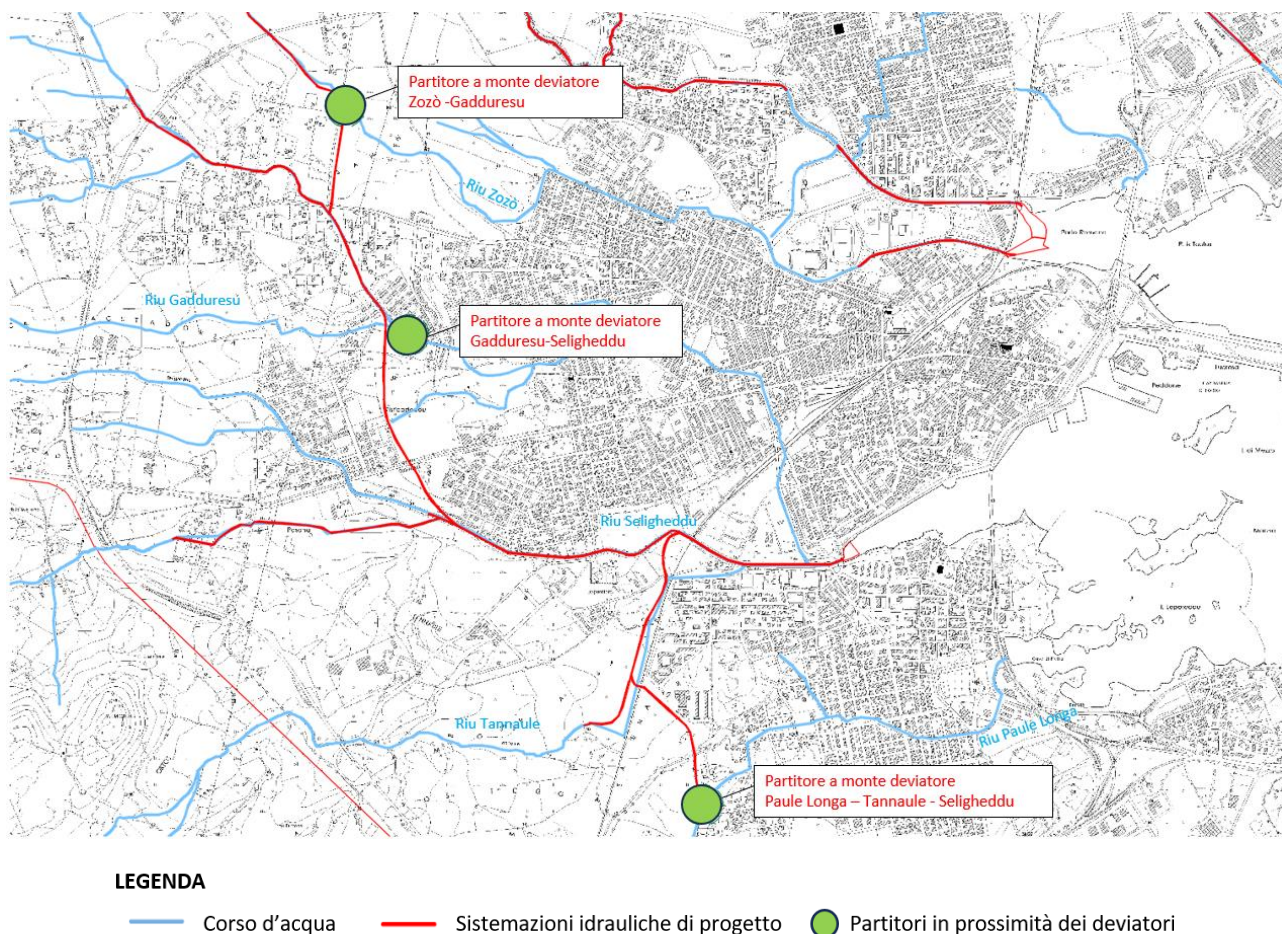 Partitore a monte deviatore
Zozò -Gadduresu
Riu Zozò
Riu Gadduresu
Partitore a monte deviatore
Gadduresu-Seligheddu
Riu Seligheddu
Riu Tannaule
Riu Paule Longa
Partitore a monte deviatore
Paule Longa – Tannaule - Seligheddu
LEGENDA
Corso d'acqua
Sistemazioni idrauliche di progetto
Partitori in prossimità dei deviatori